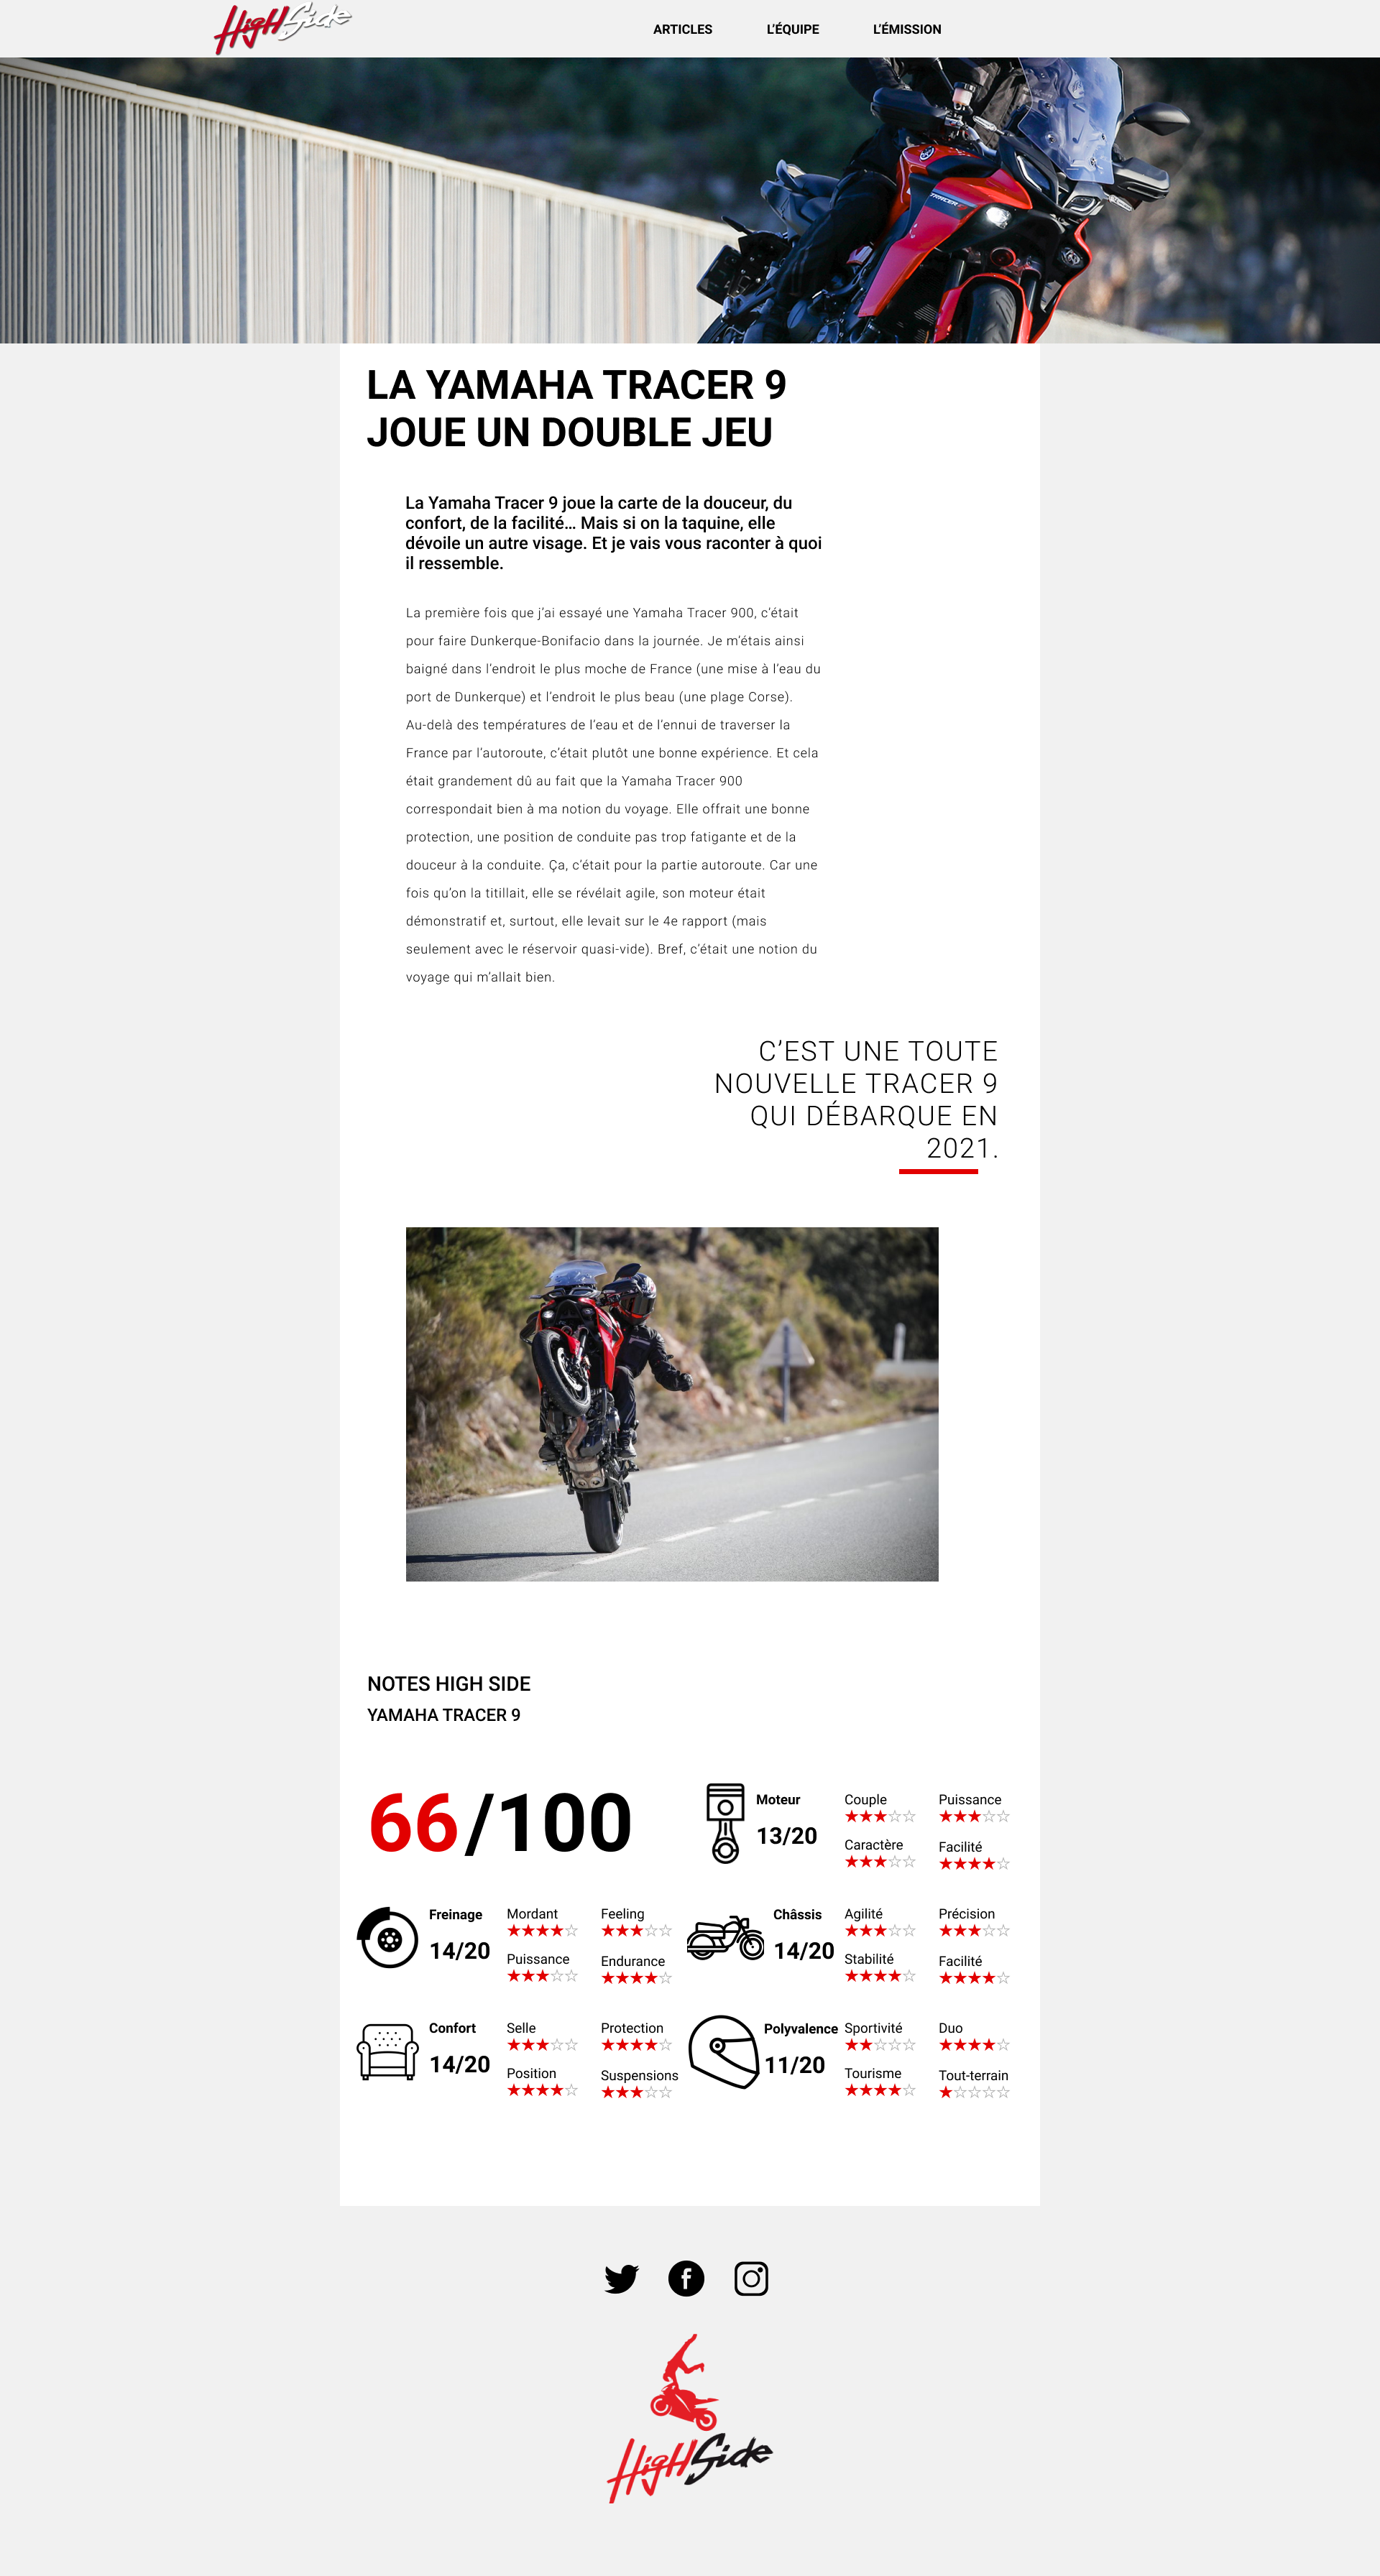 HigHSide
ARTICLES
L’ÉQUIPE
L’ÉMISSION
TRACER 9
LA YAMAHA TRACER 9
JOUE UN DOUBLE JEU
La Yamaha Tracer 9 joue la carte de la douceur, du
confort, de la facilité… Mais si on la taquine, elle
dévoile un autre visage. Et je vais vous raconter à quoi
il ressemble.
La première fois que j’ai essayé une Yamaha Tracer 900, c’était
pour faire Dunkerque-Bonifacio dans la journée. Je m’étais ainsi
baigné dans l’endroit le plus moche de France (une mise à l’eau du
port de Dunkerque) et l’endroit le plus beau (une plage Corse).
Au-delà des températures de l’eau et de l’ennui de traverser la
France par l’autoroute, c’était plutôt une bonne expérience. Et cela
était grandement dû au fait que la Yamaha Tracer 900
correspondait bien à ma notion du voyage. Elle offrait une bonne
protection, une position de conduite pas trop fatigante et de la
douceur à la conduite. Ça, c’était pour la partie autoroute. Car une
fois qu’on la titillait, elle se révélait agile, son moteur était
démonstratif et, surtout, elle levait sur le 4e rapport (mais
seulement avec le réservoir quasi-vide). Bref, c’était une notion du
voyage qui m’allait bien.
C’EST UNE TOUTE
NOUVELLE TRACER 9
QUI DÉBARQUE EN
2021.
NOTES HIGH SIDE
YAMAHA TRACER 9
66/100
Moteur
13/20
Couple
★★★☆☆
Puissance
★★★☆☆
Caractère
★★★☆☆
Facilité
★★★★☆
Freinage
14/20
Mordant
★★★★☆
Feeling
★★★☆☆
Puissance
★★★☆☆
Endurance
★★★★☆
Châssis
14/20
Agilité
★★★☆☆
Précision
★★★☆☆
Stabilité
★★★★☆
Facilité
★★★★☆
Confort
14/20
Selle
★★★☆☆
Protection
★★★★☆
Position
★★★★☆
Suspensions
★★★☆☆
Polyvalence
11/20
Sportivité
★★☆☆☆
Duo
★★★★☆
Tourisme
★★★★☆
Tout-terrain
★☆☆☆☆
HigHSide